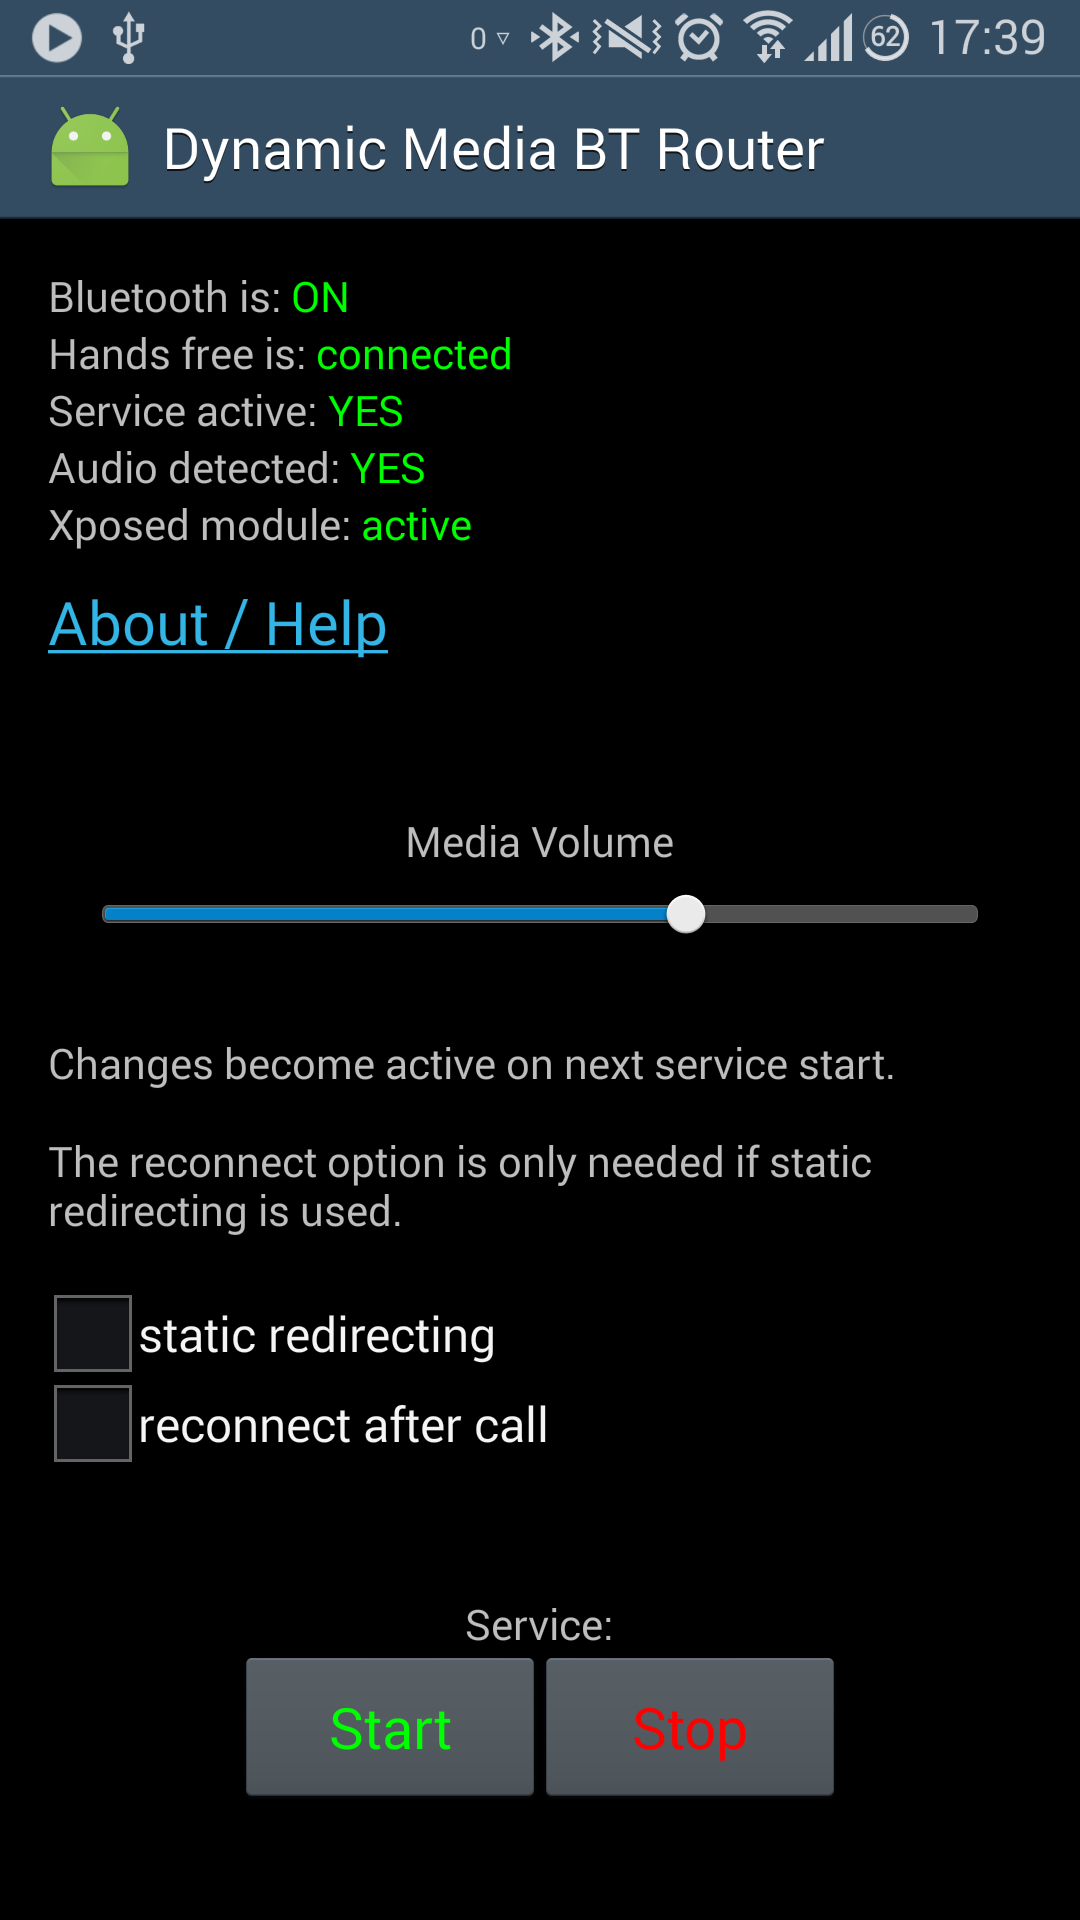 0 ▿ 62 17:39
Dynamic Media BT Router
Bluetooth is: ON
Hands free is: connected
Service active: YES
Audio detected: YES
Xposed module: active
About / Help
Media Volume
Changes become active on next service start.
The reconnect option is only needed if static
redirecting is used.
static redirecting
reconnect after call
Service:
Start Stop